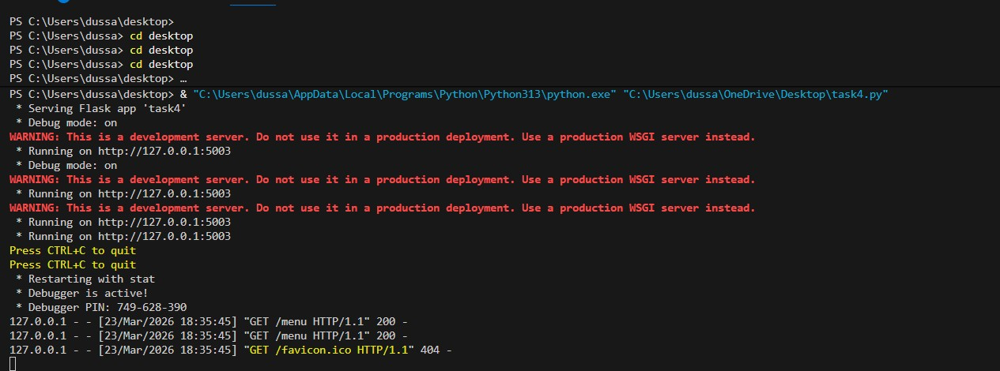 PS C:\Users\dussa\desktop>
PS C:\Users\dussa> cd desktop
PS C:\Users\dussa> cd desktop
PS C:\Users\dussa> cd desktop
PS C:\Users\dussa\desktop> …
PS C:\Users\dussa\desktop> & "C:\Users\dussa\AppData\Local\Programs\Python\Python313\python.exe" "C:\Users\dussa\OneDrive\Desktop\task4.py"
 * Serving Flask app 'task4'
 * Debug mode: on
WARNING: This is a development server. Do not use it in a production deployment. Use a production WSGI server instead.
 * Running on http://127.0.0.1:5003
 * Debug mode: on
WARNING: This is a development server. Do not use it in a production deployment. Use a production WSGI server instead.
 * Running on http://127.0.0.1:5003
WARNING: This is a development server. Do not use it in a production deployment. Use a production WSGI server instead.
 * Running on http://127.0.0.1:5003
 * Running on http://127.0.0.1:5003
Press CTRL+C to quit
Press CTRL+C to quit
 * Restarting with stat
 * Debugger is active!
 * Debugger PIN: 749-628-390
127.0.0.1 - - [23/Mar/2026 18:35:45] "GET /menu HTTP/1.1" 200 -
127.0.0.1 - - [23/Mar/2026 18:35:45] "GET /menu HTTP/1.1" 200 -
127.0.0.1 - - [23/Mar/2026 18:35:45] "GET /favicon.ico HTTP/1.1" 404 -